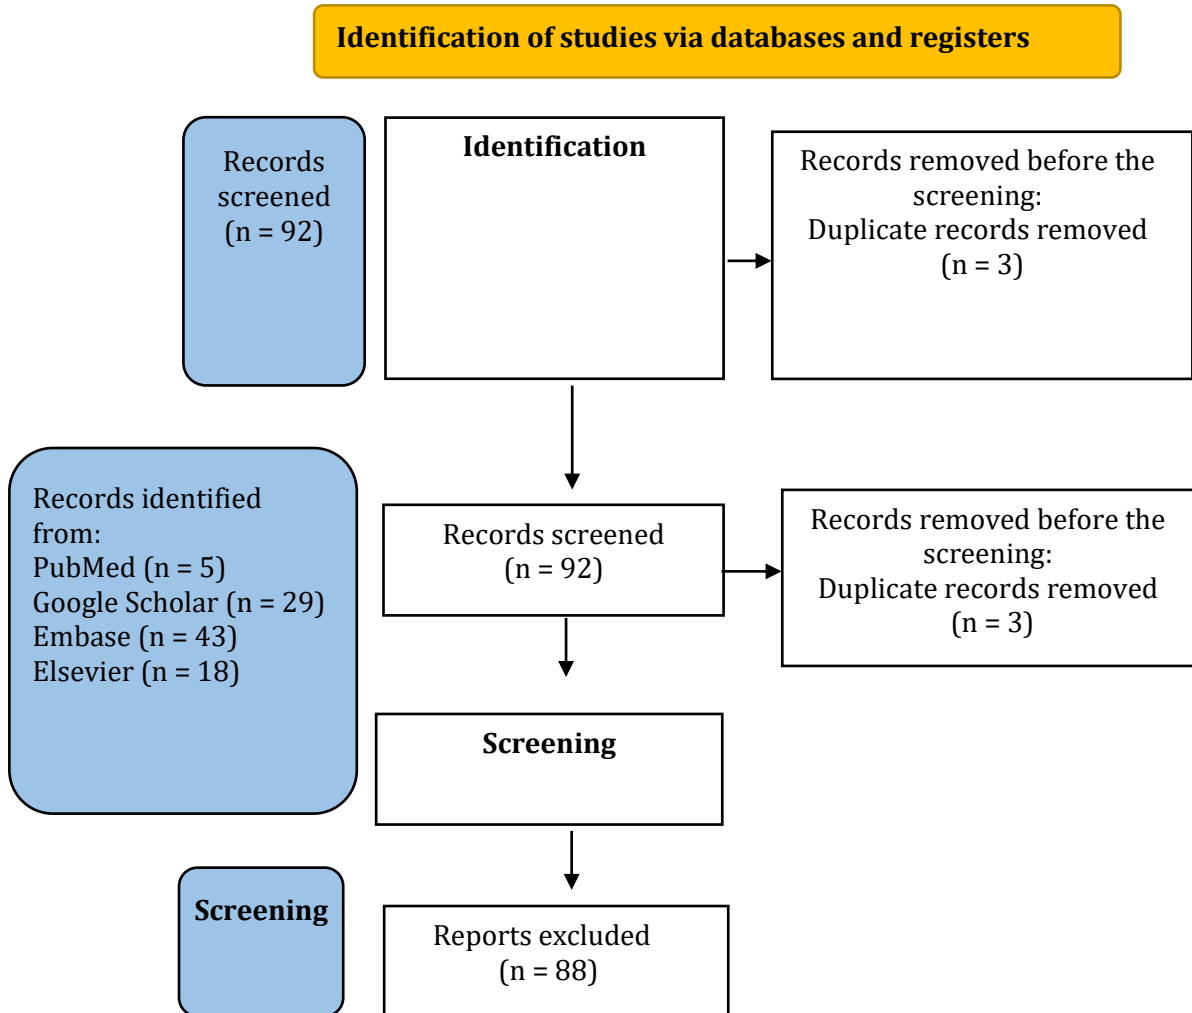 Identification of studies via databases and registers
Records
screened
(n = 92)
Identification
Records removed before the
screening:
Duplicate records removed
(n = 3)
Records identified
from:
PubMed (n = 5)
Google Scholar (n = 29)
Embase (n = 43)
Elsevier (n = 18)
Records screened
(n = 92)
Records removed before the
screening:
Duplicate records removed
(n = 3)
Screening
Screening
Reports excluded
(n = 88)